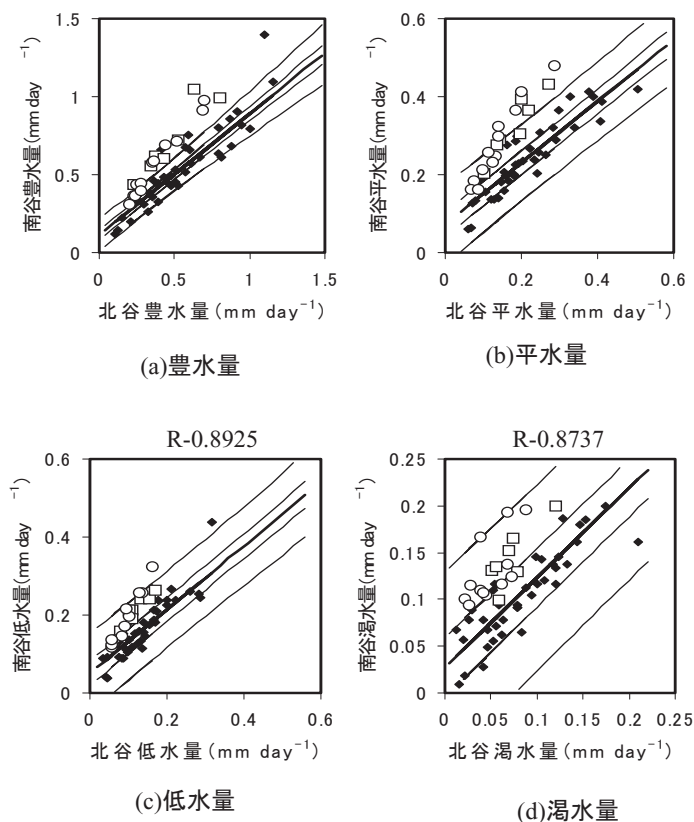 南谷豊水量(mm day⁻¹)
1.5
1
0.5
0
0
0.5
1
1.5
北谷豊水量(mm day⁻¹)
(a)豊水量
南谷平水量(mm day⁻¹)
0.6
0.4
0.2
0
0
0.2
0.4
0.6
北谷平水量(mm day⁻¹)
(b)平水量
R-0.8925
南谷低水量(mm day⁻¹)
0.6
0.4
0.2
0
0
0.2
0.4
0.6
北谷低水量(mm day⁻¹)
(c)低水量
R-0.8737
南谷渇水量(mm day⁻¹)
0.25
0.2
0.15
0.1
0.05
0
0
0.05
0.1
0.15
0.2
0.25
北谷渇水量(mm day⁻¹)
(d)渇水量